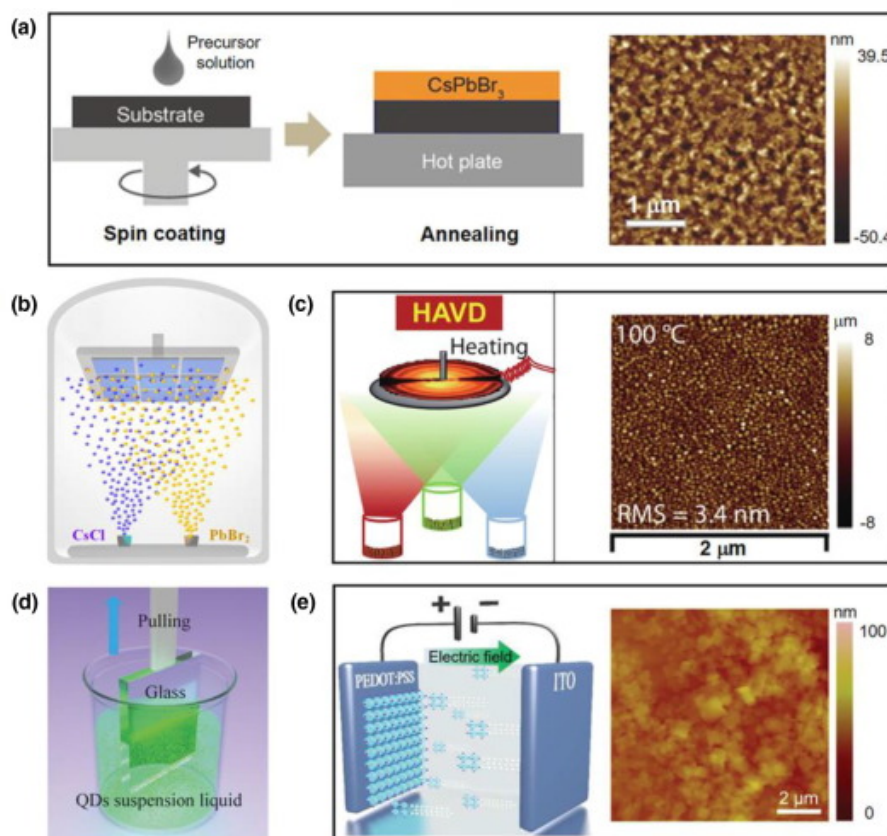 (a)
Precursor
solution
Substrate
Spin coating
CsPbBr₃
Hot plate
Annealing
1 μm
nm
39.5
-50.4
(b)
CsCl
PbBr₂
(c)
HAVD
Heating
100 °C
RMS = 3.4 nm
2 μm
μm
8
-8
(d)
Pulling
Glass
QDs suspension liquid
(e)
+ −
Electric field
PEDOT:PSS
ITO
2 μm
nm
100
0